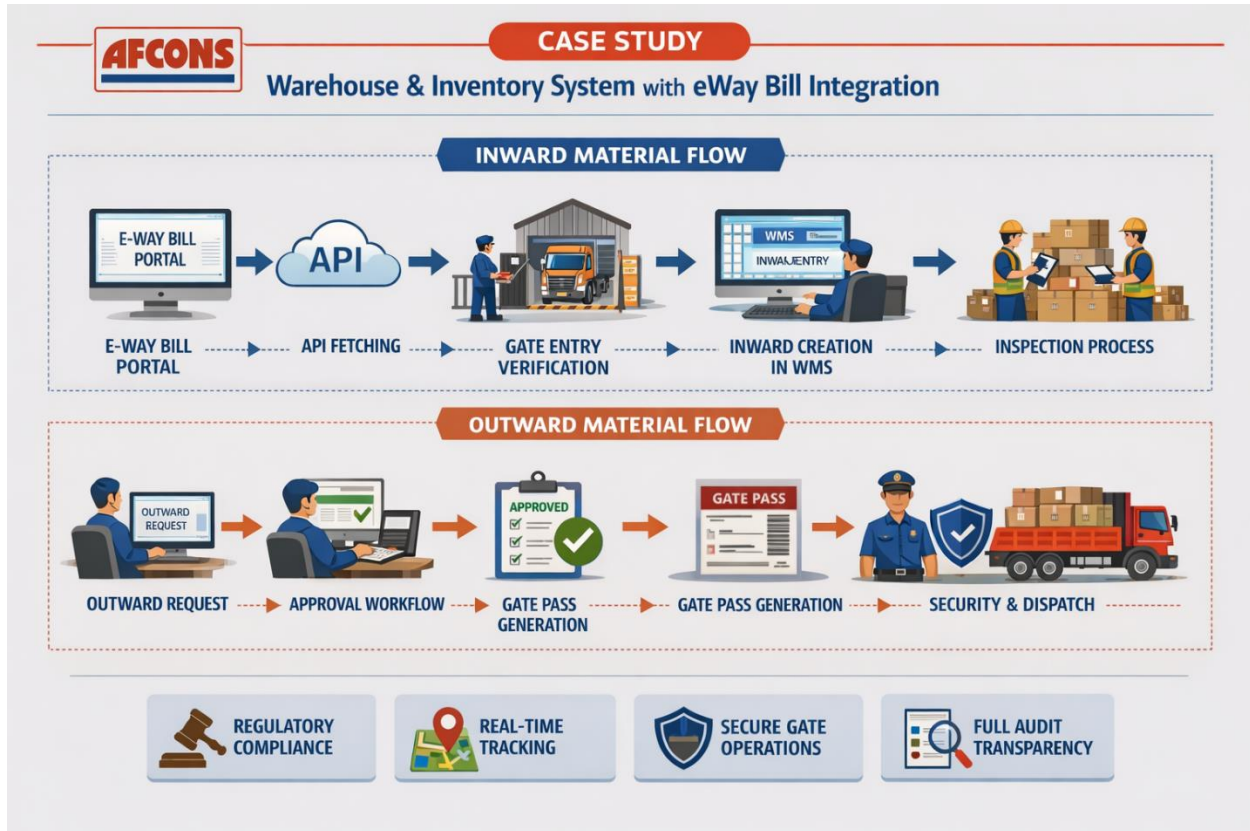 AFCONS
CASE STUDY
Warehouse & Inventory System with eWay Bill Integration
INWARD MATERIAL FLOW
E-WAY BILL
PORTAL
API
WMS
INWAJENTRY
E-WAY BILL
PORTAL
API FETCHING
GATE ENTRY
VERIFICATION
INWARD CREATION
IN WMS
INSPECTION PROCESS
OUTWARD MATERIAL FLOW
OUTWARD
REQUEST
APPROVED
GATE PASS
OUTWARD REQUEST
APPROVAL WORKFLOW
GATE PASS
GENERATION
GATE PASS GENERATION
SECURITY & DISPATCH
REGULATORY
COMPLIANCE
REAL-TIME
TRACKING
SECURE GATE
OPERATIONS
FULL AUDIT
TRANSPARENCY